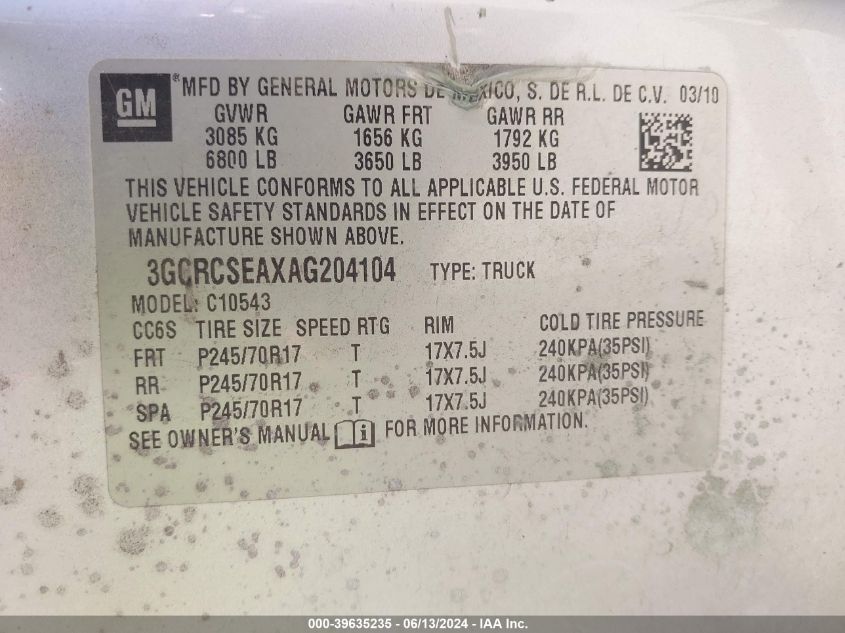 GM ® MFD BY GENERAL MOTORS DE MEXICO, S. DE R.L. DE C.V. 03/10
GVWR GAWR FRT GAWR RR
3085 KG 1656 KG 1792 KG
6800 LB 3650 LB 3950 LB
THIS VEHICLE CONFORMS TO ALL APPLICABLE U.S. FEDERAL MOTOR
VEHICLE SAFETY STANDARDS IN EFFECT ON THE DATE OF
MANUFACTURE SHOWN ABOVE.
3GCRCSEAXAG204104 TYPE: TRUCK
MODEL: C10543
CC6S TIRE SIZE SPEED RTG RIM COLD TIRE PRESSURE
FRT P245/70R17 T 17X7.5J 240KPA(35PSI)
RR P245/70R17 T 17X7.5J 240KPA(35PSI)
SPA P245/70R17 T 17X7.5J 240KPA(35PSI)
SEE OWNER'S MANUAL i FOR MORE INFORMATION.
000-39635235 - 06/13/2024 - IAA Inc.